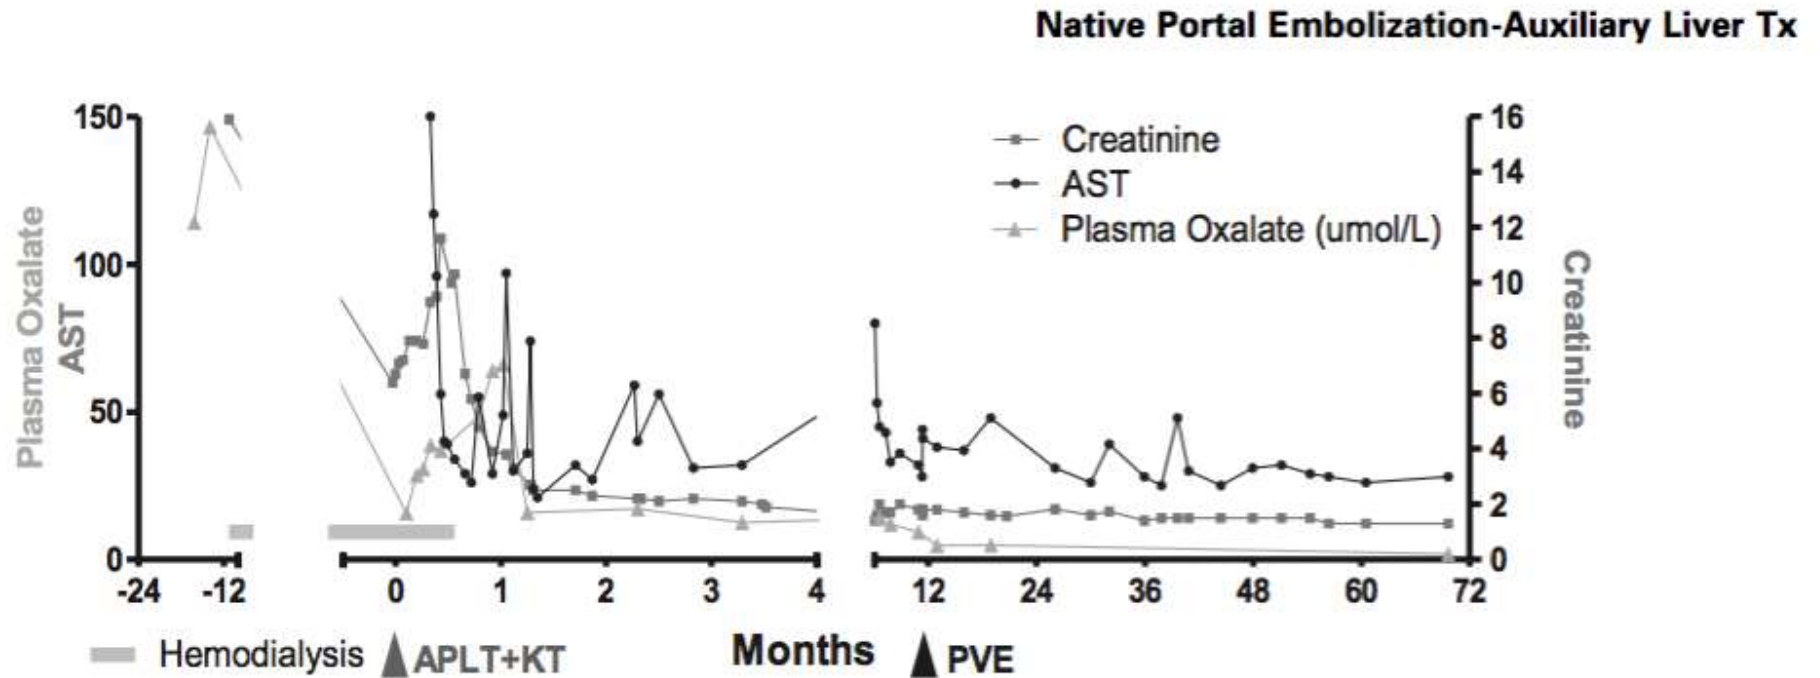 Native Portal Embolization-Auxiliary Liver Tx
Plasma Oxalate
AST
150
100
50
0
Creatinine
AST
Plasma Oxalate (umol/L)
16
14
12
10
8
6
4
2
0
Creatinine
-24 -12 0 1 2 3 4 12 24 36 48 60 72
Hemodialysis APLT+KT Months PVE